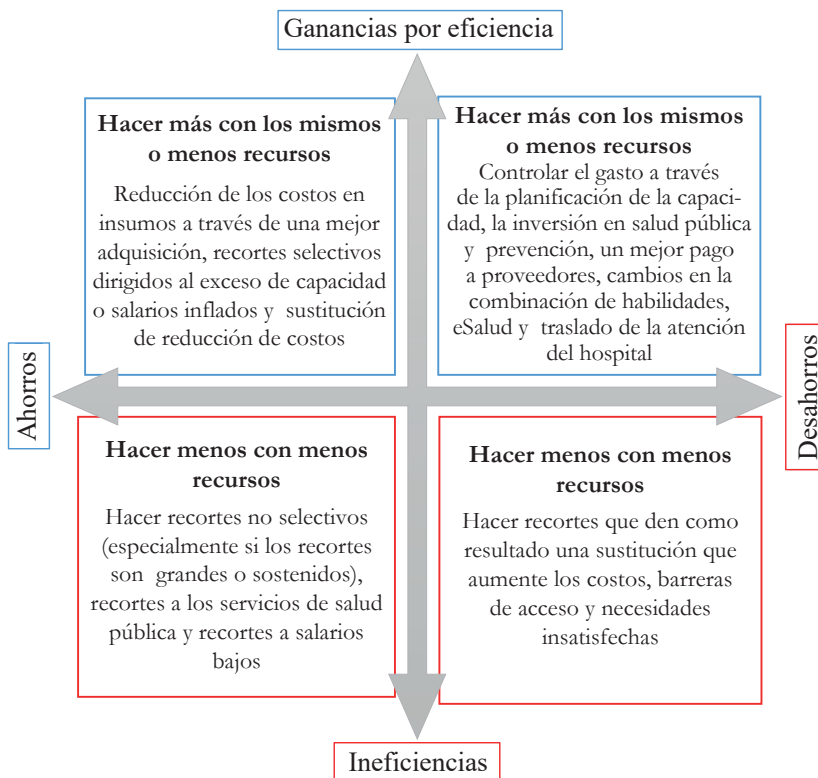 Ganancias por eficiencia
Hacer más con los mismos
o menos recursos
Reducción de los costos en
insumos a través de una mejor
adquisición, recortes selectivos
dirigidos al exceso de capacidad
o salarios inflados y sustitución
de reducción de costos
Hacer más con los mismos
o menos recursos
Controlar el gasto a través
de la planificación de la capaci-
dad, la inversión en salud pública
y prevención, un mejor pago
a proveedores, cambios en la
combinación de habilidades,
eSalud y traslado de la atención
del hospital
Ahorros
Desahorros
Hacer menos con menos
recursos
Hacer recortes no selectivos
(especialmente si los recortes
son grandes o sostenidos),
recortes a los servicios de salud
pública y recortes a salarios
bajos
Hacer menos con menos
recursos
Hacer recortes que den como
resultado una sustitución que
aumente los costos, barreras
de acceso y necesidades
insatisfechas
Ineficiencias